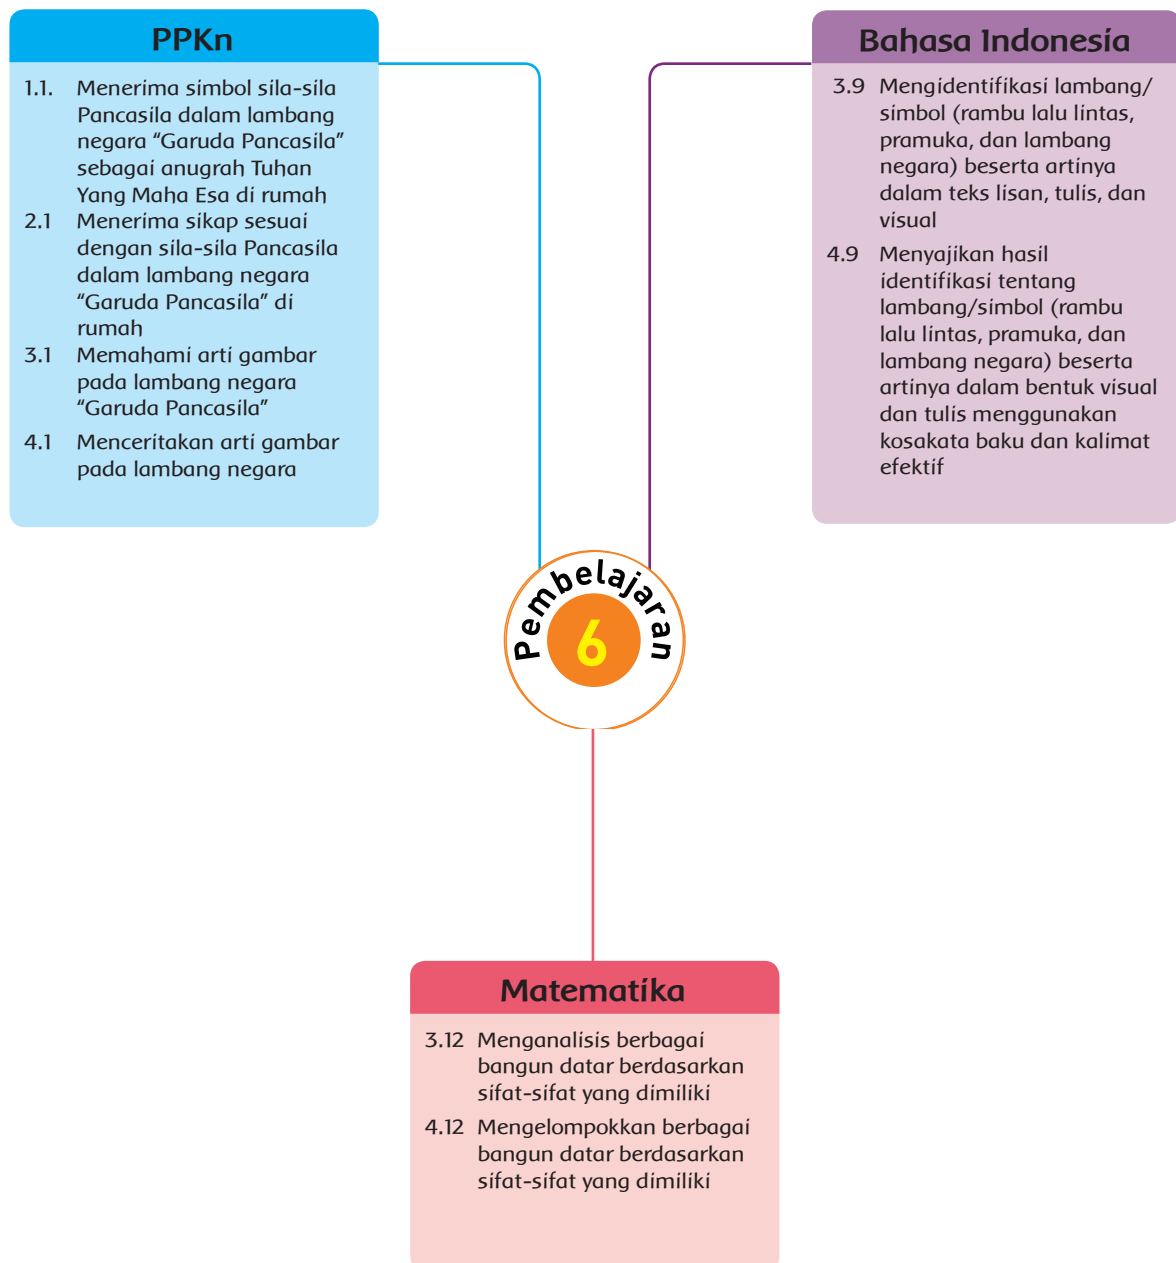 PPKn
1.1. Menerima simbol sila-sila
Pancasila dalam lambang
negara “Garuda Pancasila”
sebagai anugrah Tuhan
Yang Maha Esa di rumah
2.1 Menerima sikap sesuai
dengan sila-sila Pancasila
dalam lambang negara
“Garuda Pancasila” di
rumah
3.1 Memahami arti gambar
pada lambang negara
“Garuda Pancasila”
4.1 Menceritakan arti gambar
pada lambang negara
Bahasa Indonesia
3.9 Mengidentifikasi lambang/
simbol (rambu lalu lintas,
pramuka, dan lambang
negara) beserta artinya
dalam teks lisan, tulis, dan
visual
4.9 Menyajikan hasil
identifikasi tentang
lambang/simbol (rambu
lalu lintas, pramuka, dan
lambang negara) beserta
artinya dalam bentuk visual
dan tulis menggunakan
kosakata baku dan kalimat
efektif
Pembelajaran
6
Matematika
3.12 Menganalisis berbagai
bangun datar berdasarkan
sifat-sifat yang dimiliki
4.12 Mengelompokkan berbagai
bangun datar berdasarkan
sifat-sifat yang dimiliki